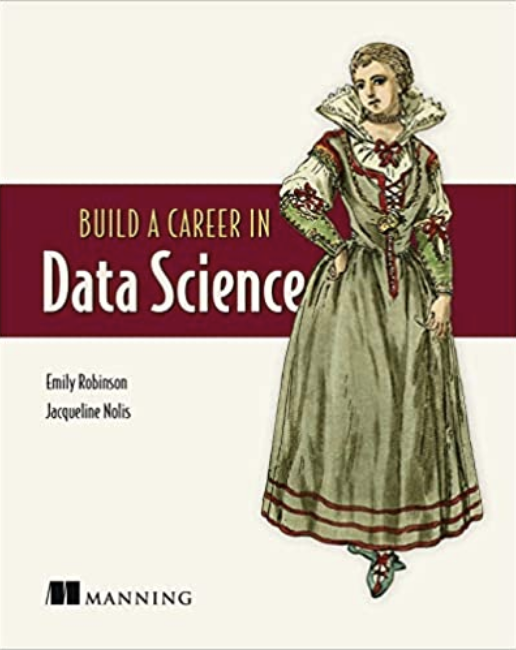 BUILD A CAREER IN
Data Science
Emily Robinson
Jacqueline Nolis
MANNING